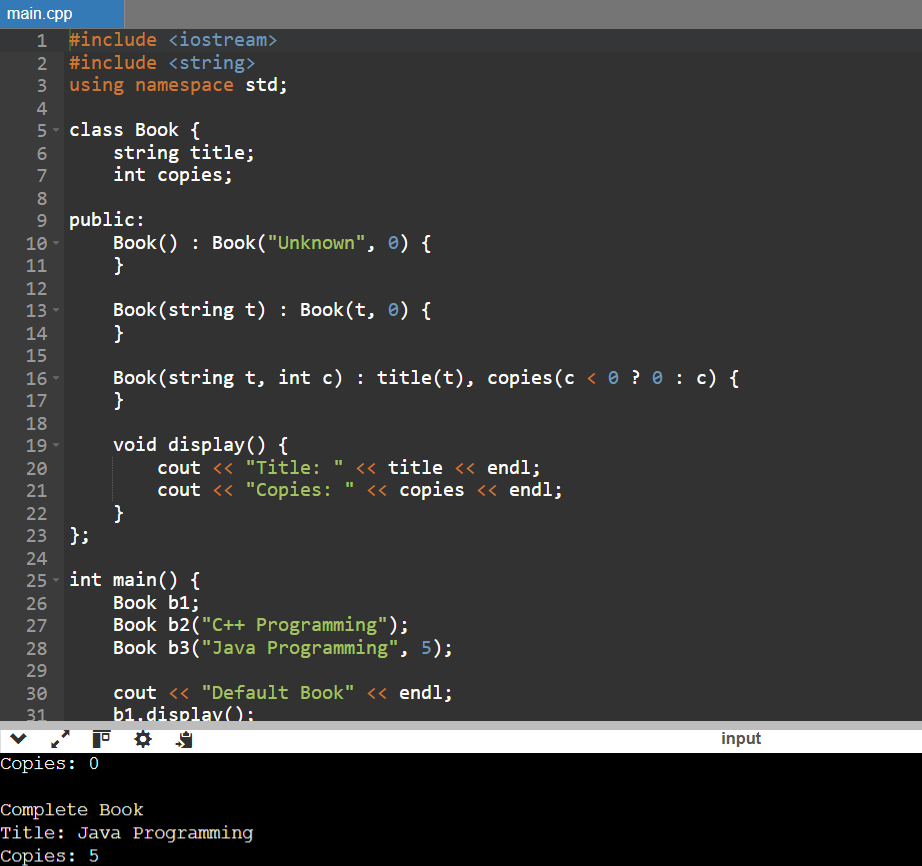 main.cpp
1 #include <iostream>
2 #include <string>
3 using namespace std;
4
5 class Book {
6     string title;
7     int copies;
8
9 public:
10     Book() : Book("Unknown", 0) {
11     }
12
13     Book(string t) : Book(t, 0) {
14     }
15
16     Book(string t, int c) : title(t), copies(c < 0 ? 0 : c) {
17     }
18
19     void display() {
20         cout << "Title: " << title << endl;
21         cout << "Copies: " << copies << endl;
22     }
23 };
24
25 int main() {
26     Book b1;
27     Book b2("C++ Programming");
28     Book b3("Java Programming", 5);
29
30     cout << "Default Book" << endl;
31     b1.display();
input
Copies: 0

Complete Book
Title: Java Programming
Copies: 5